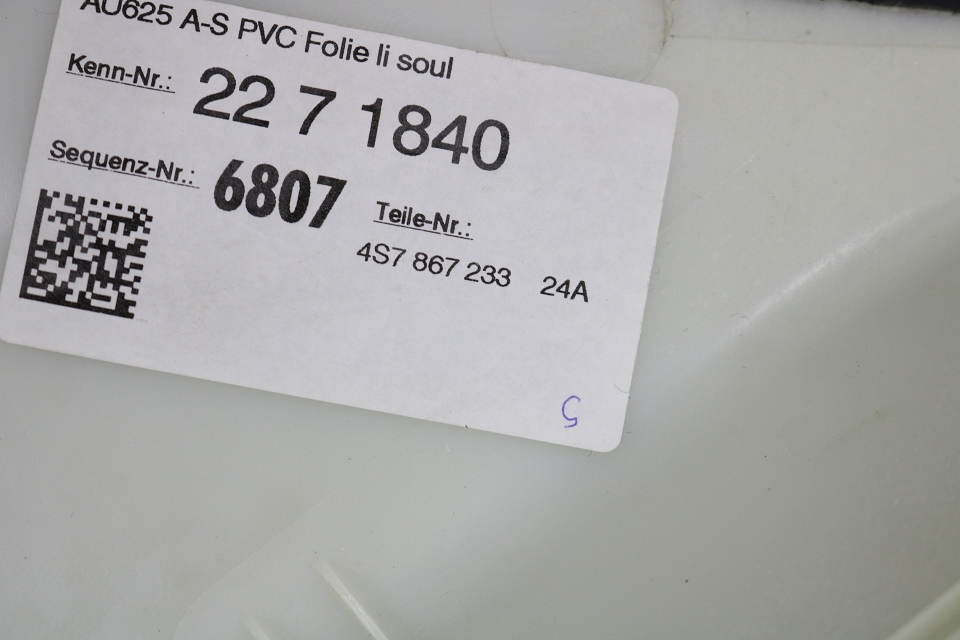 AU625 A-S PVC Folie li soul
Kenn-Nr.: 22 7 1840
Sequenz-Nr.: 6807
Teile-Nr.:
4S7 867 233 24A